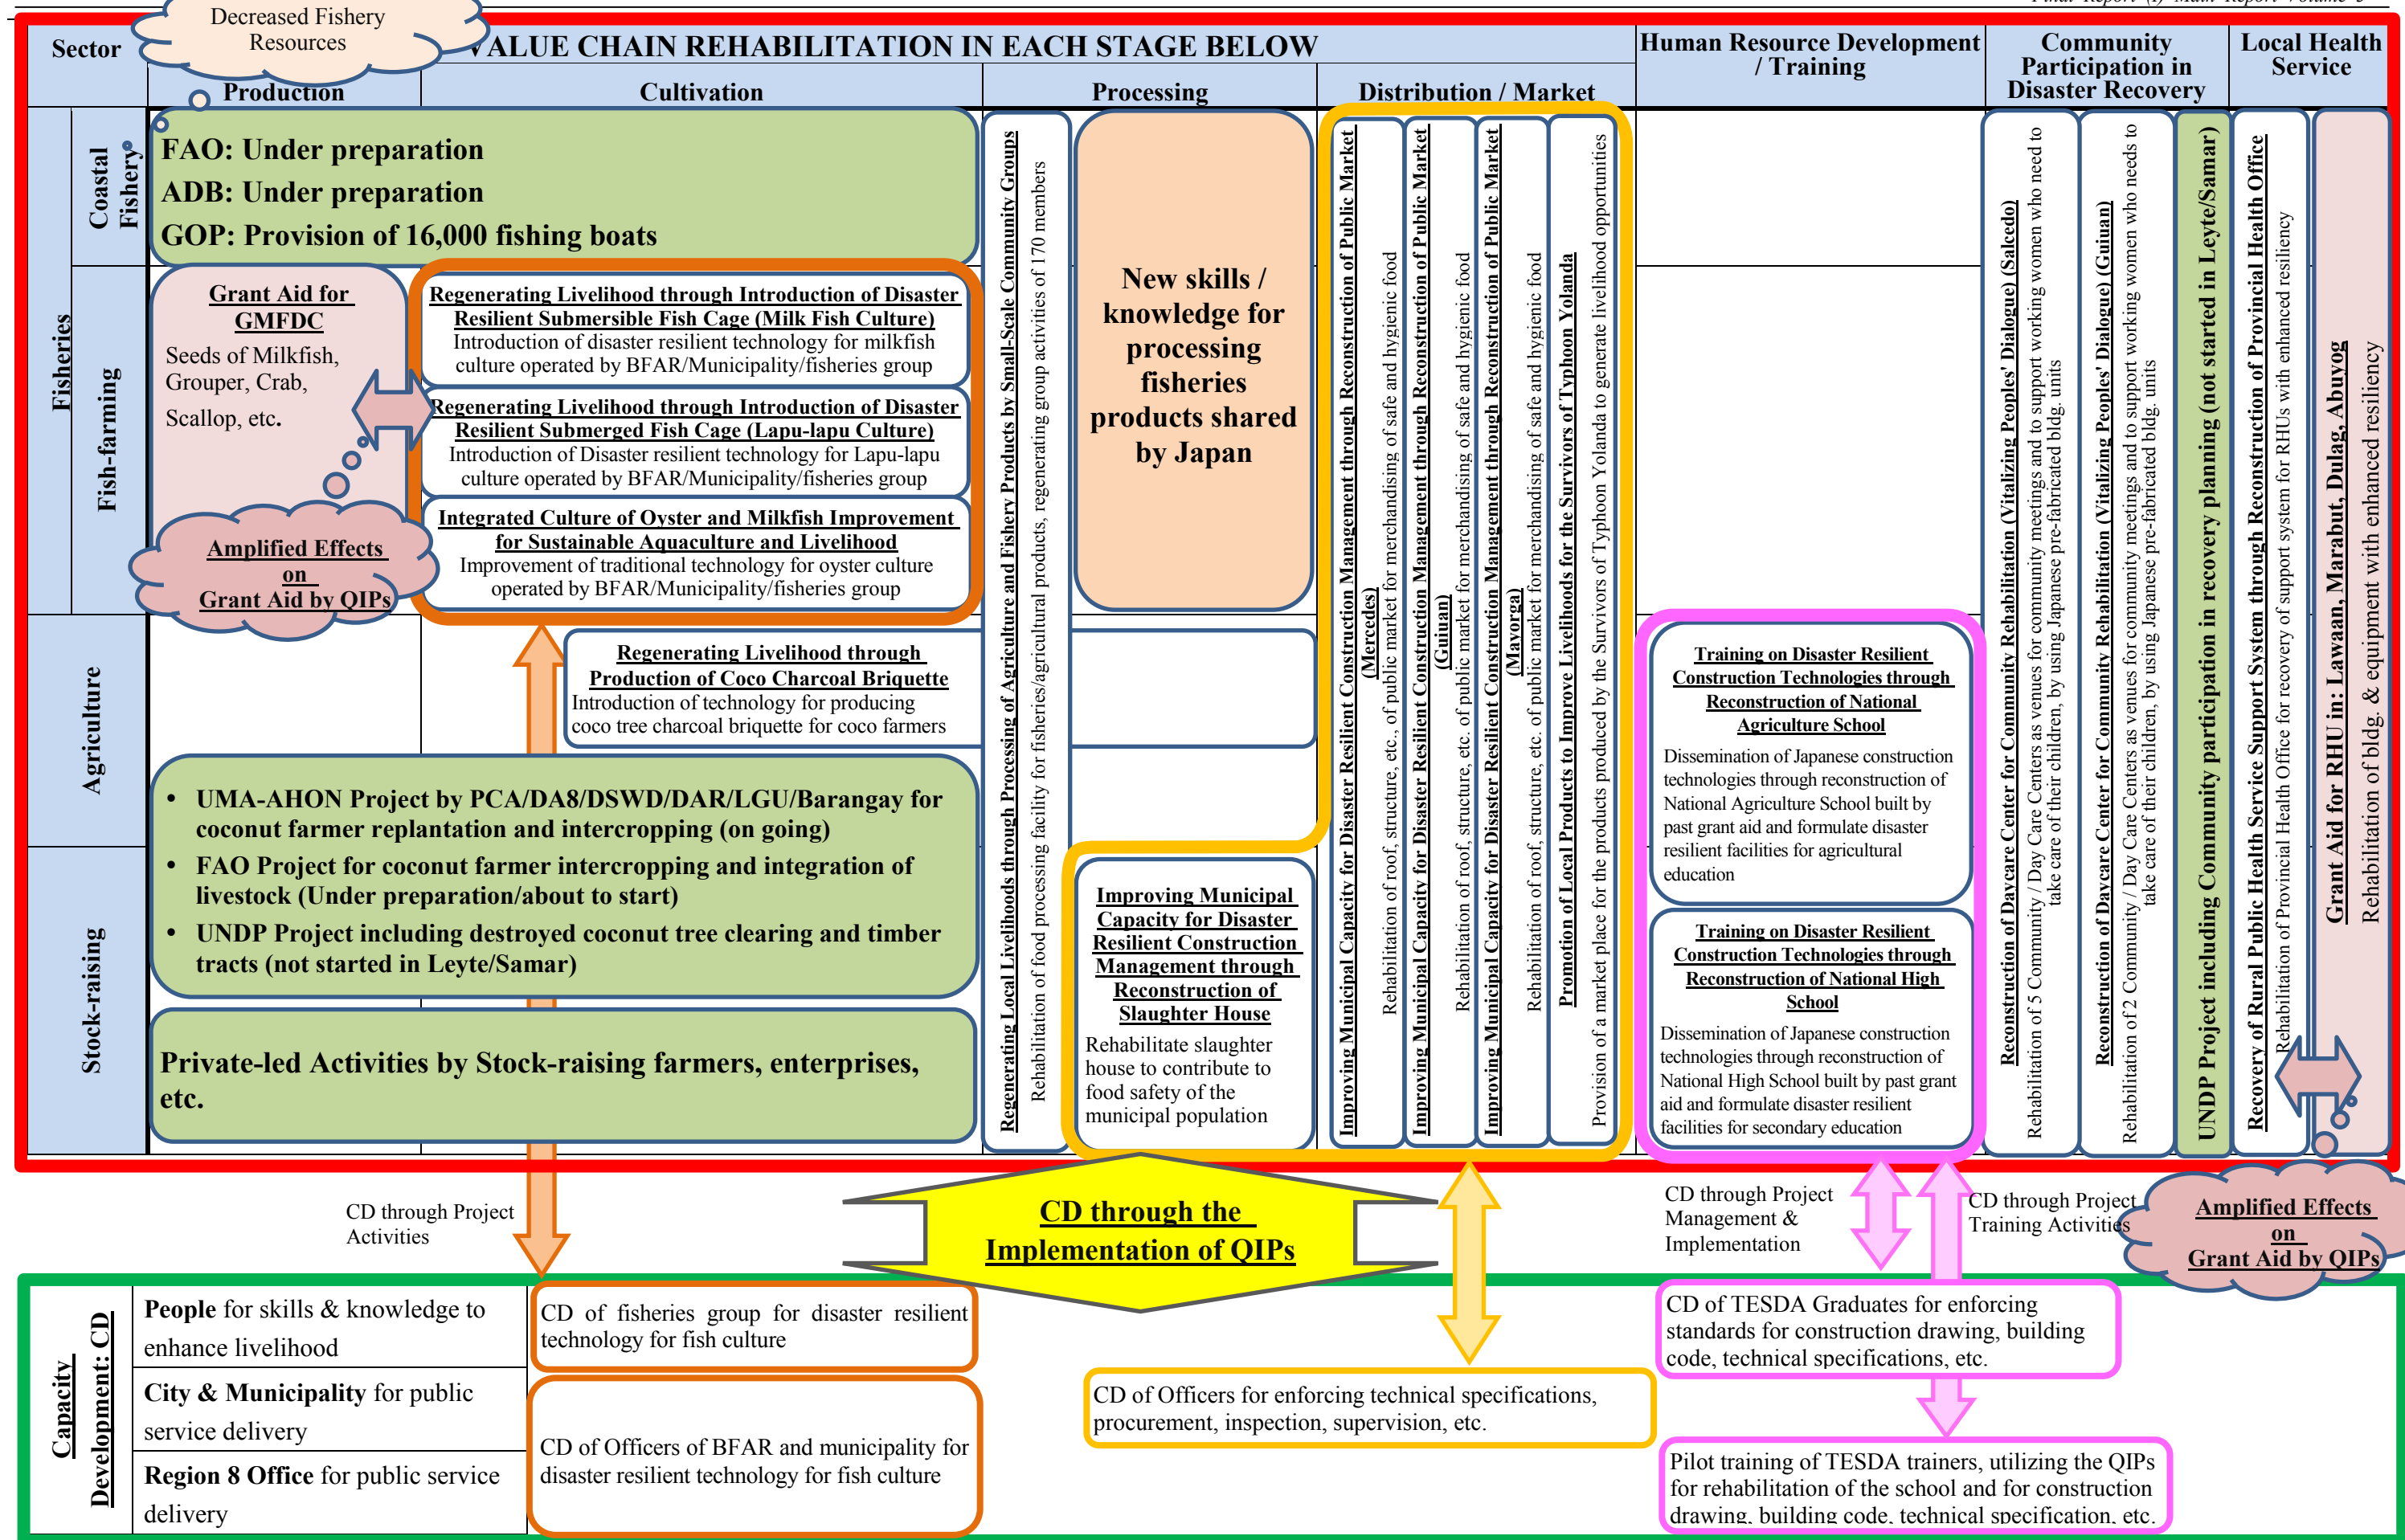 Final Report (I) Main Report Volume 3
Decreased Fishery
Resources
Sector
VALUE CHAIN REHABILITATION IN EACH STAGE BELOW
Human Resource Development
/ Training
Community
Participation in
Disaster Recovery
Local Health
Service
Production
Cultivation
Processing
Distribution / Market
Fisheries
Coastal
Fishery
FAO: Under preparation
ADB: Under preparation
GOP: Provision of 16,000 fishing boats
Fish-farming
Grant Aid for
GMFDC
Seeds of Milkfish,
Grouper, Crab,
Scallop, etc.
Amplified Effects
on
Grant Aid by QIPs
Regenerating Livelihood through Introduction of Disaster
Resilient Submersible Fish Cage (Milk Fish Culture)
Introduction of disaster resilient technology for milkfish
culture operated by BFAR/Municipality/fisheries group
Regenerating Livelihood through Introduction of Disaster
Resilient Submerged Fish Cage (Lapu-lapu Culture)
Introduction of Disaster resilient technology for Lapu-lapu
culture operated by BFAR/Municipality/fisheries group
Integrated Culture of Oyster and Milkfish Improvement
for Sustainable Aquaculture and Livelihood
Improvement of traditional technology for oyster culture
operated by BFAR/Municipality/fisheries group
Agriculture
Regenerating Livelihood through
Production of Coco Charcoal Briquette
Introduction of technology for producing
coco tree charcoal briquette for coco farmers
Stock-raising
• UMA-AHON Project by PCA/DA8/DSWD/DAR/LGU/Barangay for
coconut farmer replantation and intercropping (on going)
• FAO Project for coconut farmer intercropping and integration of
livestock (Under preparation/about to start)
• UNDP Project including destroyed coconut tree clearing and timber
tracts (not started in Leyte/Samar)
Private-led Activities by Stock-raising farmers, enterprises,
etc.
Regenerating Local Livelihoods through Processing of Agriculture and Fishery Products by Small-Scale Community Groups
Rehabilitation of food processing facility for fisheries/agricultural products, regenerating group activities of 170 members
New skills /
knowledge for
processing
fisheries
products shared
by Japan
Improving Municipal
Capacity for Disaster
Resilient Construction
Management through
Reconstruction of
Slaughter House
Rehabilitate slaughter
house to contribute to
food safety of the
municipal population
Improving Municipal Capacity for Disaster Resilient Construction Management through Reconstruction of Public Market
(Mercedes)
Rehabilitation of roof, structure, etc., of public market for merchandising of safe and hygienic food
Improving Municipal Capacity for Disaster Resilient Construction Management through Reconstruction of Public Market
(Guiuan)
Rehabilitation of roof, structure, etc. of public market for merchandising of safe and hygienic food
Improving Municipal Capacity for Disaster Resilient Construction Management through Reconstruction of Public Market
(Mayorga)
Rehabilitation of roof, structure, etc. of public market for merchandising of safe and hygienic food
Promotion of Local Products to Improve Livelihoods for the Survivors of Typhoon Yolanda
Provision of a market place for the products produced by the Survivors of Typhoon Yolanda to generate livelihood opportunities
Training on Disaster Resilient
Construction Technologies through
Reconstruction of National
Agriculture School
Dissemination of Japanese construction
technologies through reconstruction of
National Agriculture School built by
past grant aid and formulate disaster
resilient facilities for agricultural
education
Training on Disaster Resilient
Construction Technologies through
Reconstruction of National High
School
Dissemination of Japanese construction
technologies through reconstruction of
National High School built by past grant
aid and formulate disaster resilient
facilities for secondary education
Reconstruction of Daycare Center for Community Rehabilitation (Vitalizing Peoples' Dialogue) (Salcedo)
Rehabilitation of 5 Community / Day Care Centers as venues for community meetings and to support working women who need to
take care of their children, by using Japanese pre-fabricated bldg. units
Reconstruction of Daycare Center for Community Rehabilitation (Vitalizing Peoples' Dialogue) (Guiuan)
Rehabilitation of 2 Community / Day Care Centers as venues for community meetings and to support working women who needs to
take care of their children, by using Japanese pre-fabricated bldg. units
UNDP Project including Community participation in recovery planning (not started in Leyte/Samar)
Recovery of Rural Public Health Service Support System through Reconstruction of Provincial Health Office
Rehabilitation of Provincial Health Office for recovery of support system for RHUs with enhanced resiliency
Grant Aid for RHU in: Lawaan, Marabut, Dulag, Abuyog
Rehabilitation of bldg. & equipment with enhanced resiliency
CD through Project
Activities
CD through the
Implementation of QIPs
CD through Project
Management &
Implementation
CD through Project
Training Activities
Amplified Effects
on
Grant Aid by QIPs
Capacity
Development: CD
People for skills & knowledge to
enhance livelihood
City & Municipality for public
service delivery
Region 8 Office for public service
delivery
CD of fisheries group for disaster resilient
technology for fish culture
CD of Officers of BFAR and municipality for
disaster resilient technology for fish culture
CD of Officers for enforcing technical specifications,
procurement, inspection, supervision, etc.
CD of TESDA Graduates for enforcing
standards for construction drawing, building
code, technical specifications, etc.
Pilot training of TESDA trainers, utilizing the QIPs
for rehabilitation of the school and for construction
drawing, building code, technical specification, etc.